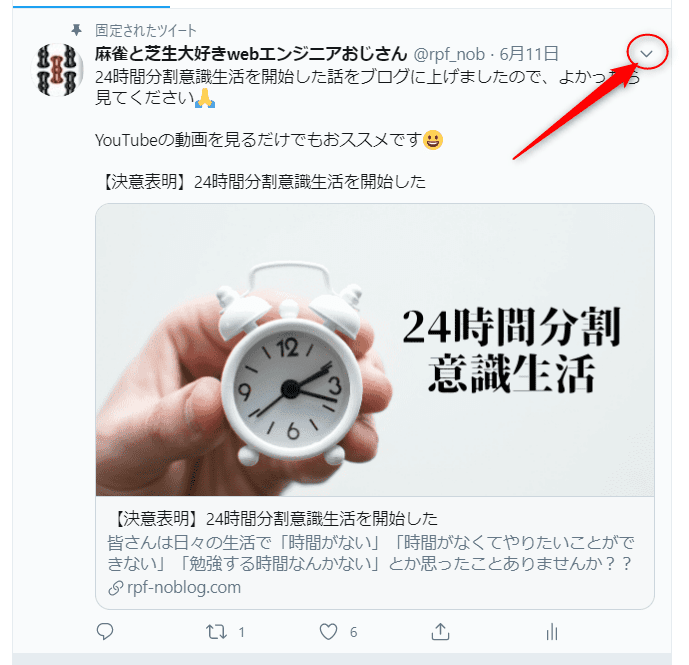 固定されたツイート
麻雀と芝生大好きwebエンジニアおじさん @rpf_nob · 6月11日
24時間分割意識生活を開始した話をブログに上げましたので、よかったら
見てください🙏
YouTubeの動画を見るだけでもおススメです😀
【決意表明】24時間分割意識生活を開始した
24時間分割
意識生活
12
9 3
6
【決意表明】24時間分割意識生活を開始した
皆さんは日々の生活で「時間がない」「時間がなくてやりたいことがで
きない」「勉強する時間なんかない」とか思ったことありませんか？？
rpf-noblog.com
1 6